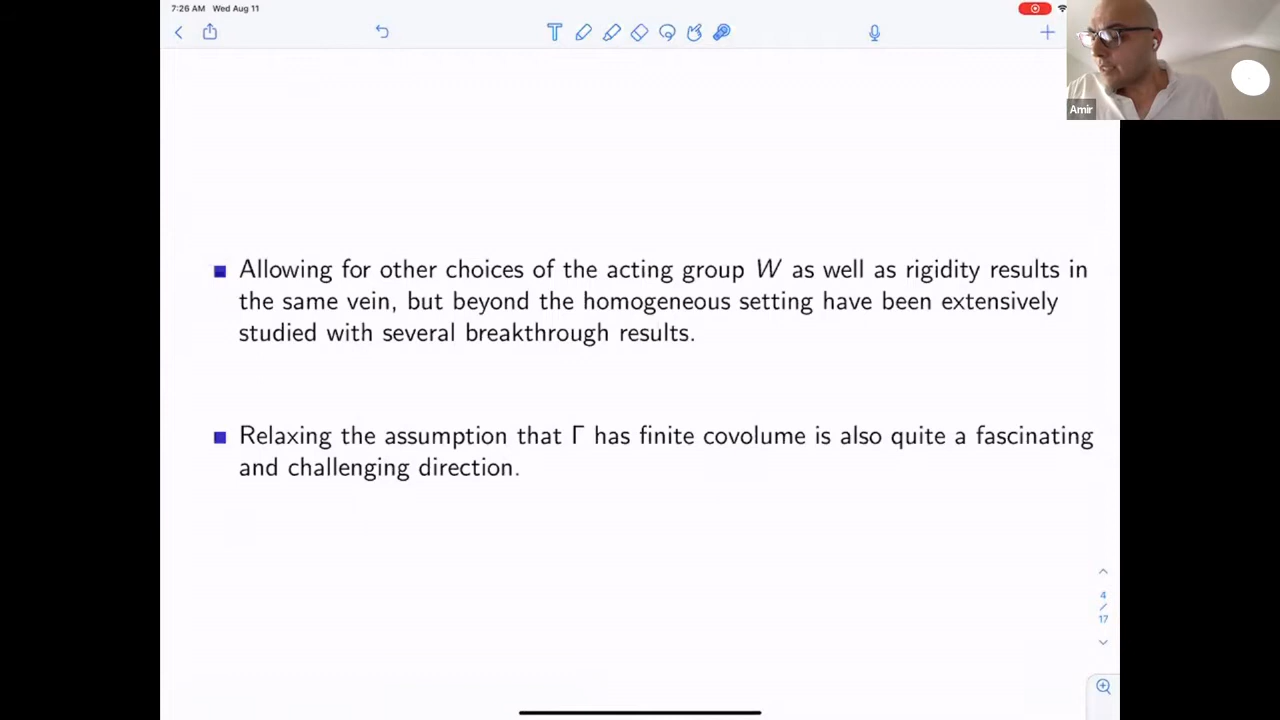 7:26 AM Wed Aug 11
T
Amir
Allowing for other choices of the acting group W as well as rigidity results in
the same vein, but beyond the homogeneous setting have been extensively
studied with several breakthrough results.
Relaxing the assumption that Γ has finite covolume is also quite a fascinating
and challenging direction.
4
/
17